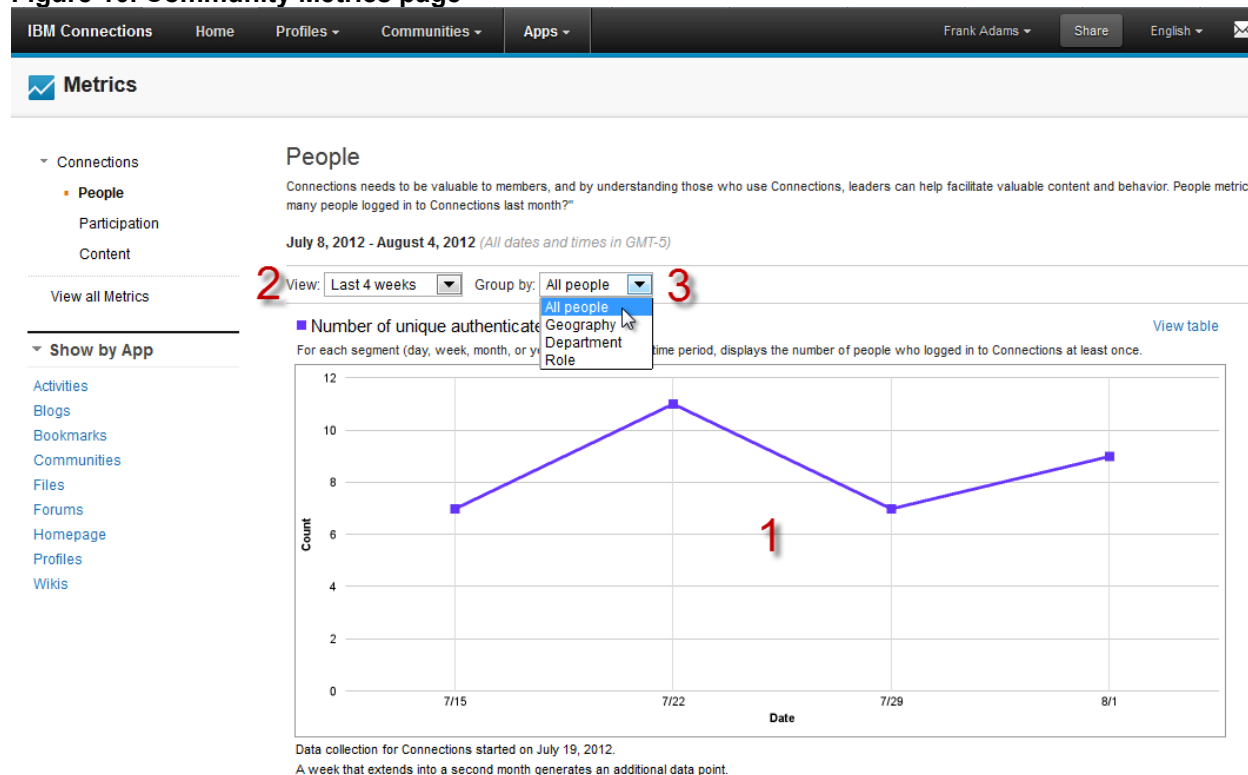 Figure 10. Community Metrics page
IBM Connections Home Profiles Communities Apps Frank Adams Share English
Metrics
Connections
People
Participation
Content
View all Metrics
Show by App
Activities
Blogs
Bookmarks
Communities
Files
Forums
Homepage
Profiles
Wikis
People
Connections needs to be valuable to members, and by understanding those who use Connections, leaders can help facilitate valuable content and behavior. People metric
many people logged in to Connections last month?"
July 8, 2012 - August 4, 2012 (All dates and times in GMT-5)
2 View: Last 4 weeks Group by: All people 3
All people
Geography
Department
Role
Number of unique authenticate
View table
For each segment (day, week, month, or ye time period, displays the number of people who logged in to Connections at least once.
12
10
8
6
4
2
0
Count
1
7/15 7/22 7/29 8/1
Date
Data collection for Connections started on July 19, 2012.
A week that extends into a second month generates an additional data point.